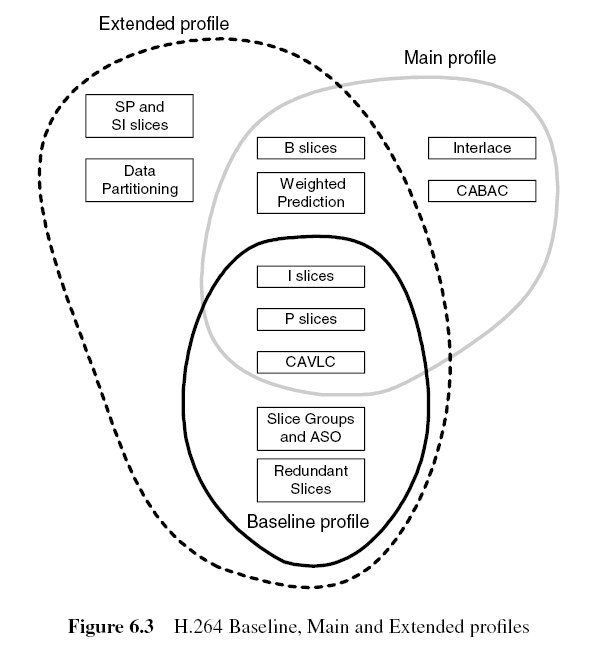 Extended profile
Main profile
SP and
SI slices
B slices
Interlace
Data
Partitioning
Weighted
Prediction
CABAC
I slices
P slices
CAVLC
Slice Groups
and ASO
Redundant
Slices
Baseline profile
Figure 6.3 H.264 Baseline, Main and Extended profiles